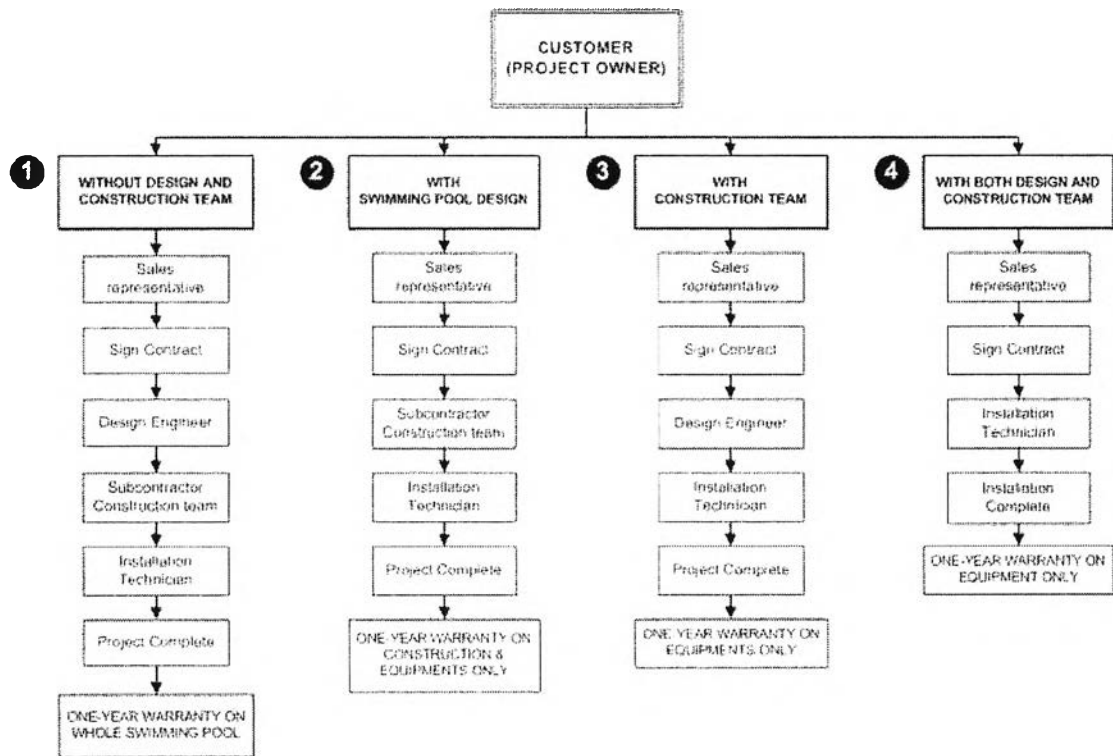 CUSTOMER
(PROJECT OWNER)
1
WITHOUT DESIGN AND
CONSTRUCTION TEAM
Sales
representative
Sign Contract
Design Engineer
Subcontractor
Construction team
Installation
Technician
Project Complete
ONE-YEAR WARRANTY ON
WHOLE SWIMMING POOL
2
WITH
SWIMMING POOL DESIGN
Sales
representative
Sign Contract
Subcontractor
Construction team
Installation
Technician
Project Complete
ONE-YEAR WARRANTY ON
CONSTRUCTION &
EQUIPMENTS ONLY
3
WITH
CONSTRUCTION TEAM
Sales
representative
Sign Contract
Design Engineer
Installation
Technician
Project Complete
ONE-YEAR WARRANTY ON
EQUIPMENTS ONLY
4
WITH BOTH DESIGN AND
CONSTRUCTION TEAM
Sales
representative
Sign Contract
Installation
Technician
Installation
Complete
ONE-YEAR WARRANTY ON
EQUIPMENT ONLY